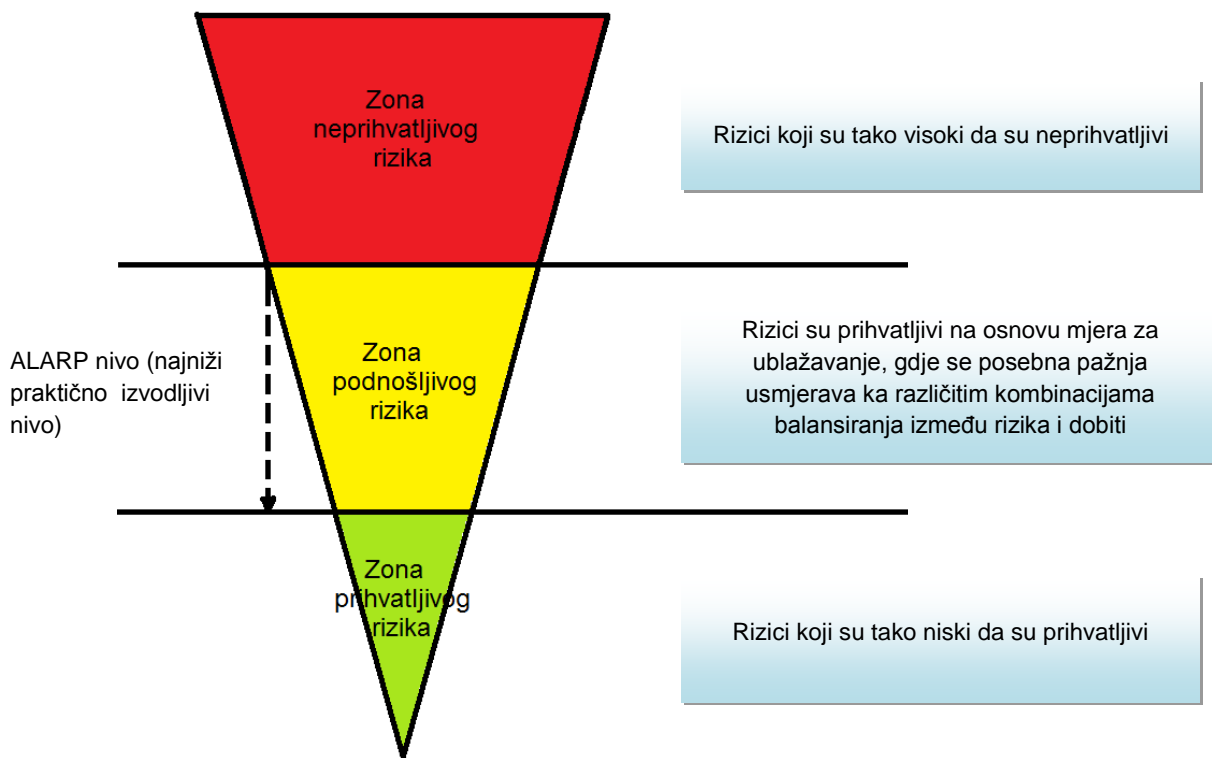 Zona
neprihvatljivog
rizika
Rizici koji su tako visoki da su neprihvatljivi
ALARP nivo (najniži
praktično izvodljivi
nivo)
Zona
podnošljivog
rizika
Rizici su prihvatljivi na osnovu mjera za
ublažavanje, gdje se posebna pažnja
usmjerava ka različitim kombinacijama
balansiranja između rizika i dobiti
Zona
prihvatljivog
rizika
Rizici koji su tako niski da su prihvatljivi